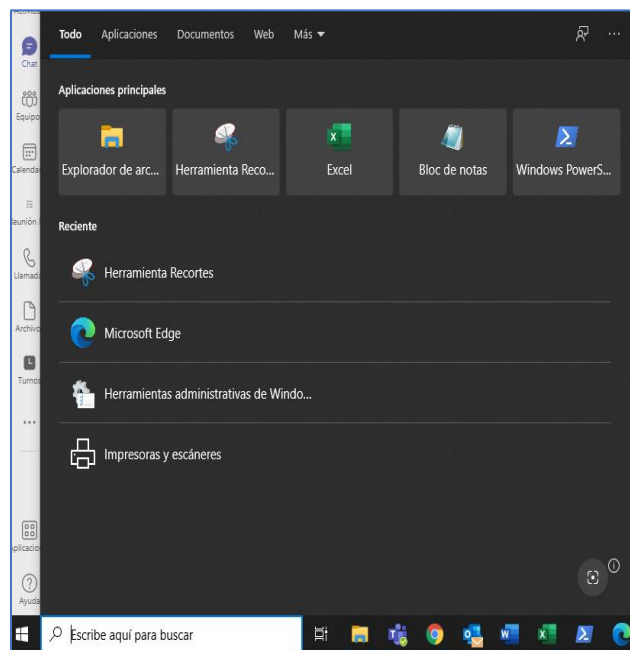 Todo Aplicaciones Documentos Web Más
Chat
Aplicaciones principales
Equipo
Explorador de arc... Herramienta Reco... Excel Bloc de notas Windows PowerS...
Calenda
Reciente
eunión
Herramienta Recortes
Llamada
Microsoft Edge
Archivo
Turnos
Herramientas administrativas de Windo...
Impresoras y escáneres
plicacio
Ayuda
Escribe aquí para buscar